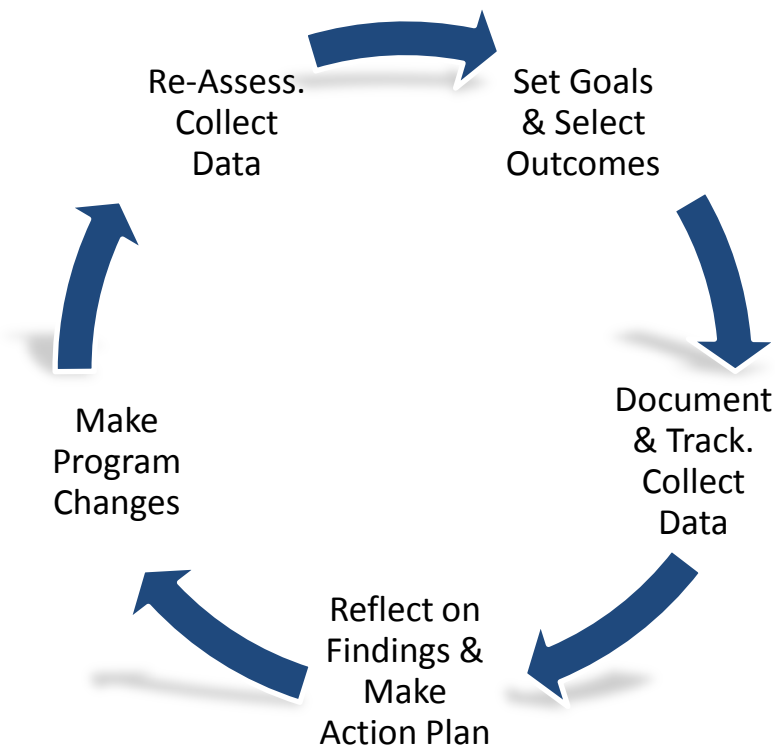 Re-Assess.
Collect
Data
Set Goals
& Select
Outcomes
Document
& Track.
Collect
Data
Reflect on
Findings &
Make
Action Plan
Make
Program
Changes